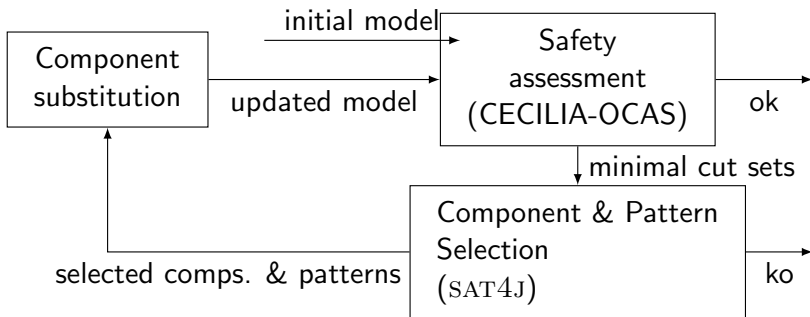 initial model
Component
substitution
updated model
Safety
assessment
(CECILIA-OCAS)
ok
minimal cut sets
Component & Pattern
Selection
(SAT4J)
selected comps. & patterns
ko